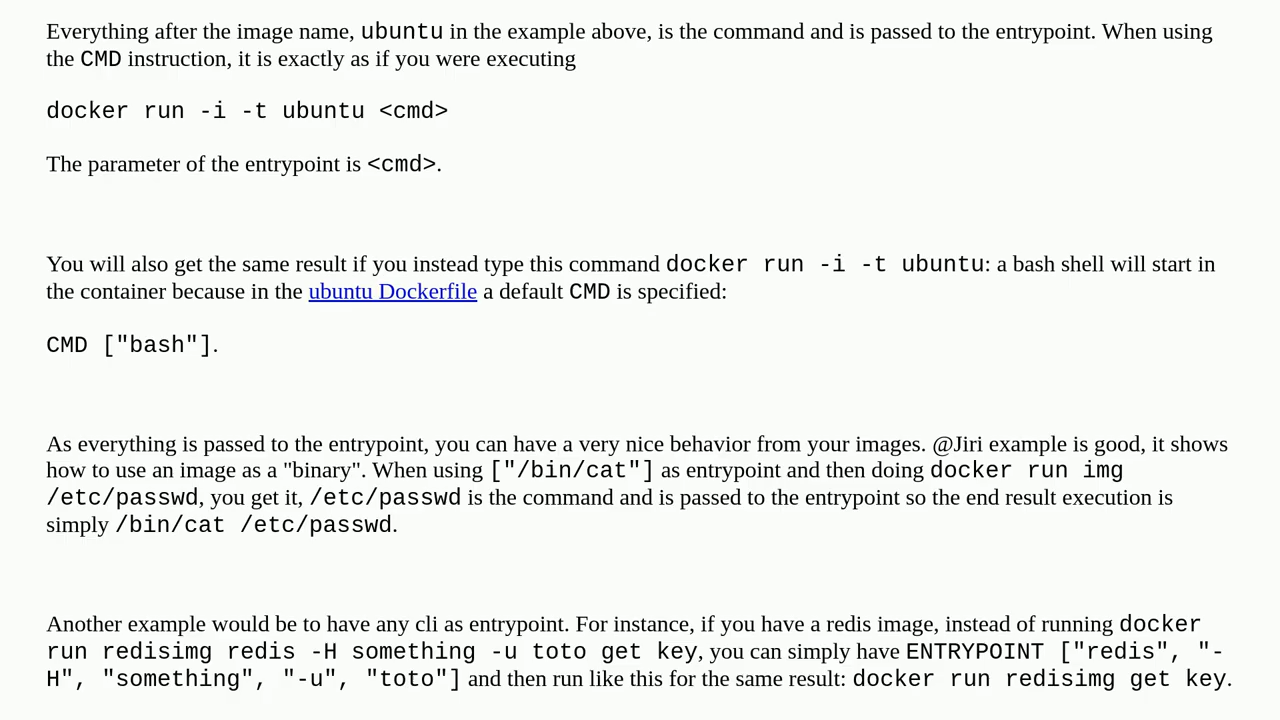 Everything after the image name, ubuntu in the example above, is the command and is passed to the entrypoint. When using
the CMD instruction, it is exactly as if you were executing
docker run -i -t ubuntu <cmd>
The parameter of the entrypoint is <cmd>.
You will also get the same result if you instead type this command docker run -i -t ubuntu: a bash shell will start in
the container because in the ubuntu Dockerfile a default CMD is specified:
CMD ["bash"].
As everything is passed to the entrypoint, you can have a very nice behavior from your images. @Jiri example is good, it shows
how to use an image as a "binary". When using ["/bin/cat"] as entrypoint and then doing docker run img
/etc/passwd, you get it, /etc/passwd is the command and is passed to the entrypoint so the end result execution is
simply /bin/cat /etc/passwd.
Another example would be to have any cli as entrypoint. For instance, if you have a redis image, instead of running docker
run redisimg redis -H something -u toto get key, you can simply have ENTRYPOINT ["redis", "-
H", "something", "-u", "toto"] and then run like this for the same result: docker run redisimg get key.